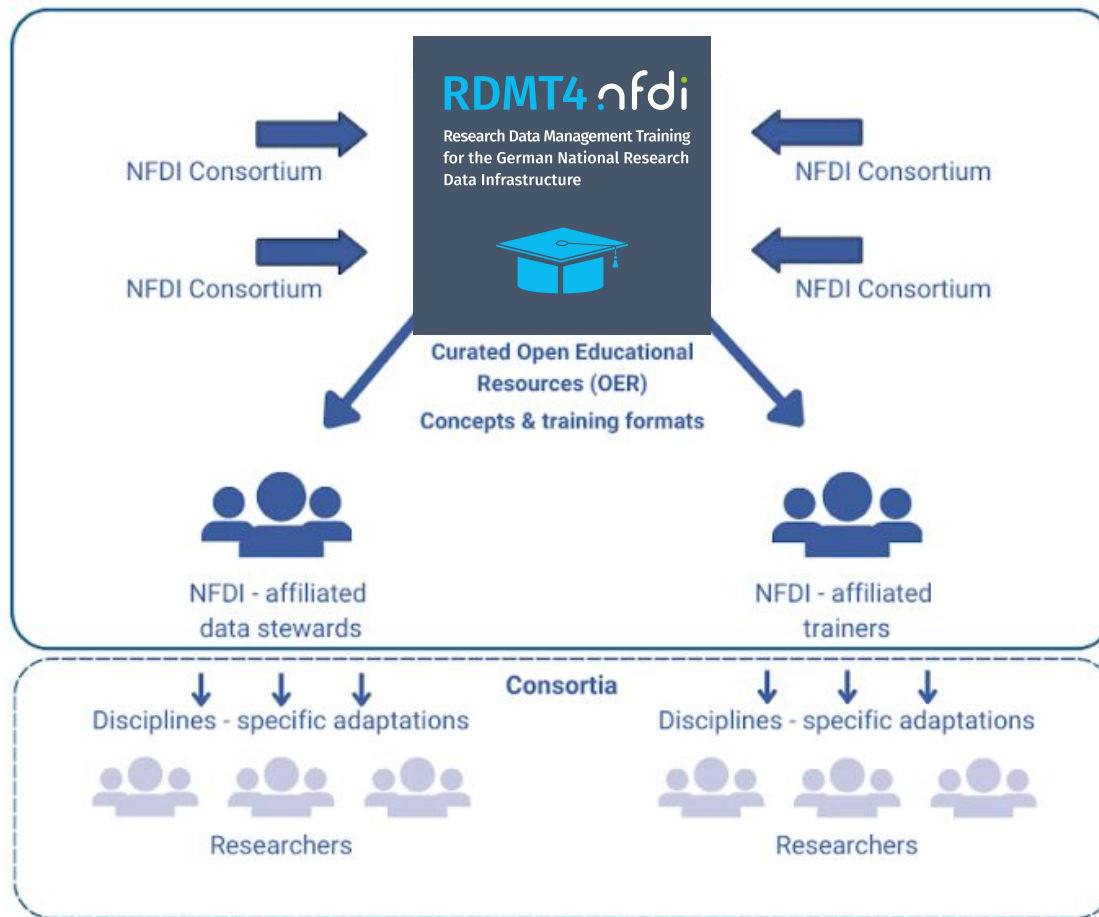 RDMT4 nfdi
Research Data Management Training
for the German National Research
Data Infrastructure
NFDI Consortium
NFDI Consortium
NFDI Consortium
NFDI Consortium
Curated Open Educational
Resources (OER)
Concepts & training formats
NFDI - affiliated
data stewards
NFDI - affiliated
trainers
Consortia
Disciplines - specific adaptations
Disciplines - specific adaptations
Researchers
Researchers